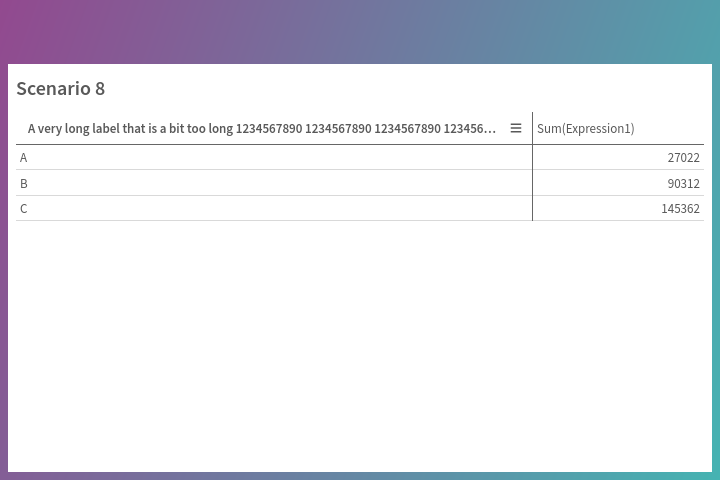 Scenario 8
A very long label that is a bit too long 1234567890 1234567890 1234567890 123456... Sum(Expression1)
A 27022
B 90312
C 145362